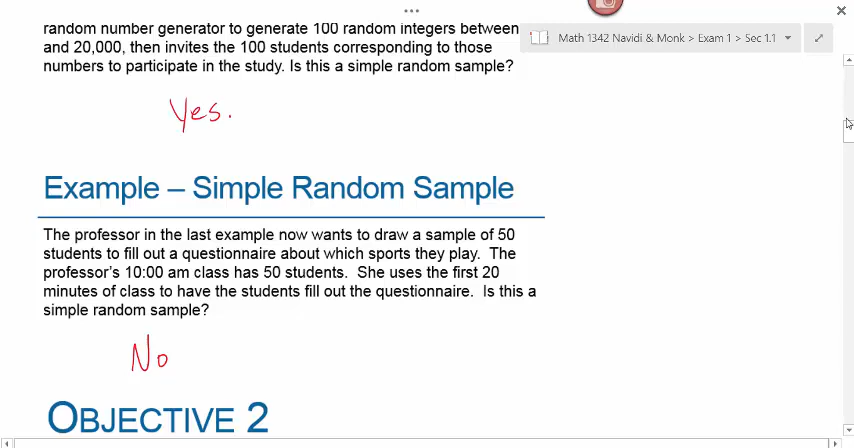 random number generator to generate 100 random integers between
and 20,000, then invites the 100 students corresponding to those
numbers to participate in the study. Is this a simple random sample?
Math 1342 Navidi & Monk > Exam 1 > Sec 1.1
Yes.
Example – Simple Random Sample
The professor in the last example now wants to draw a sample of 50
students to fill out a questionnaire about which sports they play. The
professor's 10:00 am class has 50 students. She uses the first 20
minutes of class to have the students fill out the questionnaire. Is this a
simple random sample?
No
OBJECTIVE 2